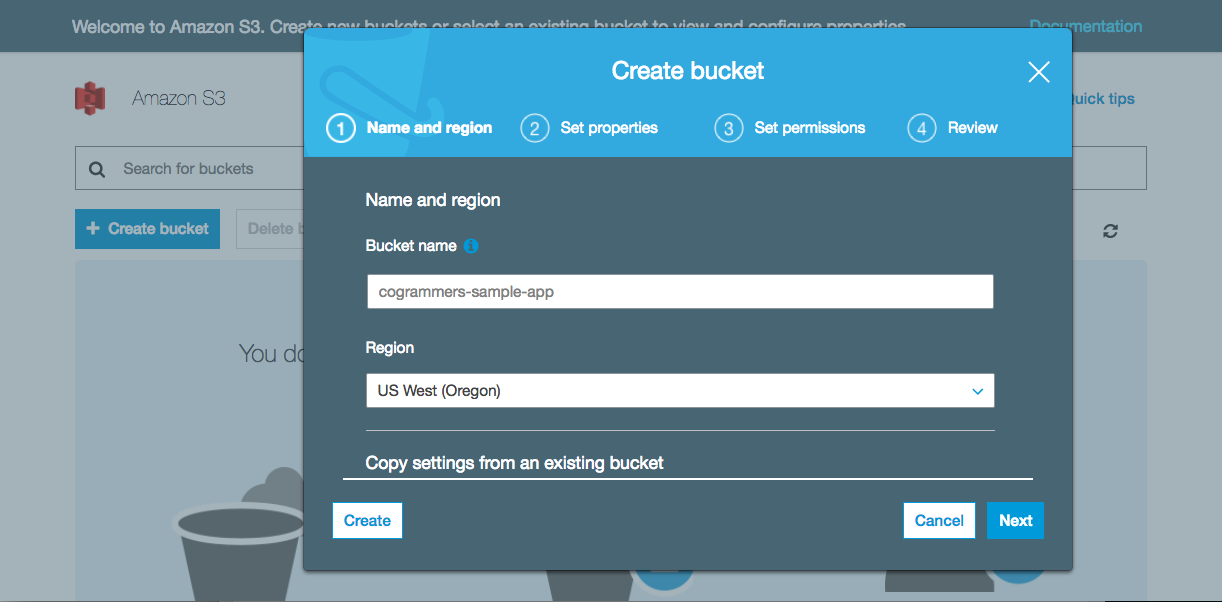 Welcome to Amazon S3. Create new buckets or select an existing bucket to view and configure properties.
Documentation
Create bucket
Amazon S3
Quick tips
1 Name and region
2 Set properties
3 Set permissions
4 Review
Search for buckets
Name and region
+ Create bucket
Delete b
Bucket name
cogrammers-sample-app
Region
You do
US West (Oregon)
Copy settings from an existing bucket
Create
Cancel
Next